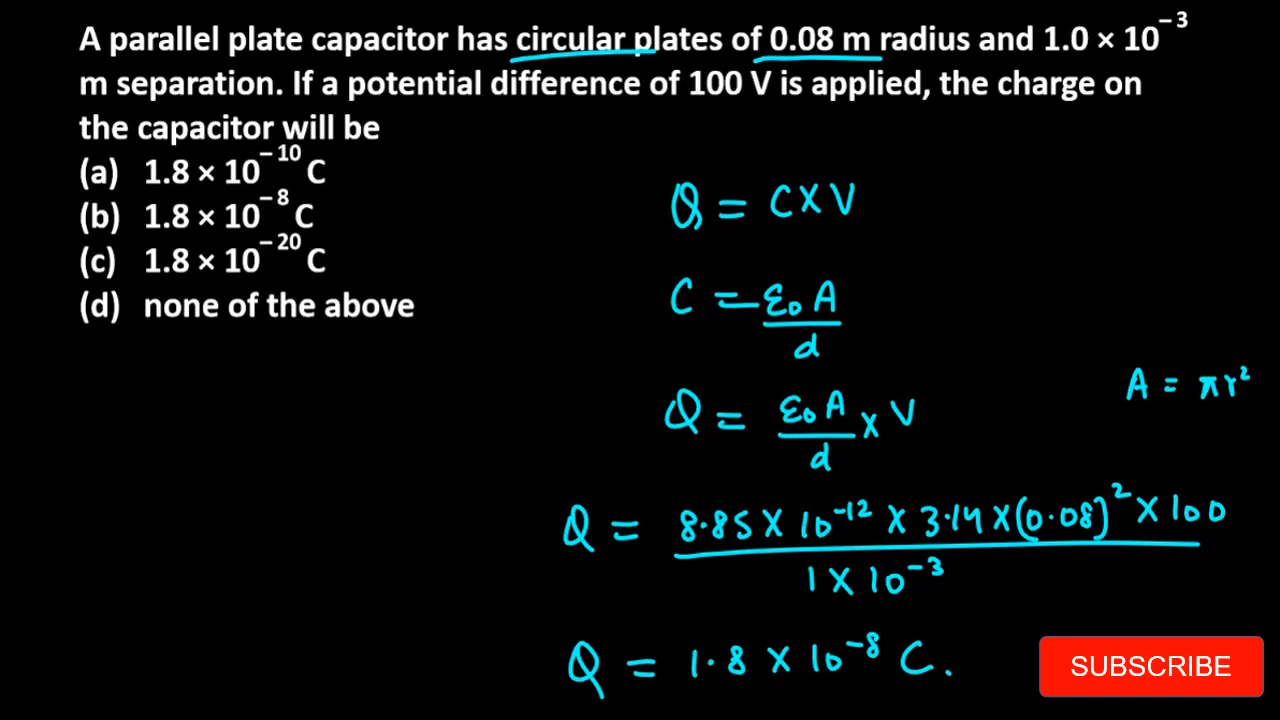 A parallel plate capacitor has circular plates of 0.08 m radius and 1.0 × 10⁻³
m separation. If a potential difference of 100 V is applied, the charge on
the capacitor will be
(a) 1.8 × 10⁻¹⁰ C
(b) 1.8 × 10⁻⁸ C
(c) 1.8 × 10⁻²⁰ C
(d) none of the above
Q = C × V
C = ε₀A / d
Q = ε₀A / d × V
A = πr²
Q = 8.85 × 10⁻¹² × 3.14 × (0.08)² × 100
1 × 10⁻³
Q = 1.8 × 10⁻⁸ C.
SUBSCRIBE